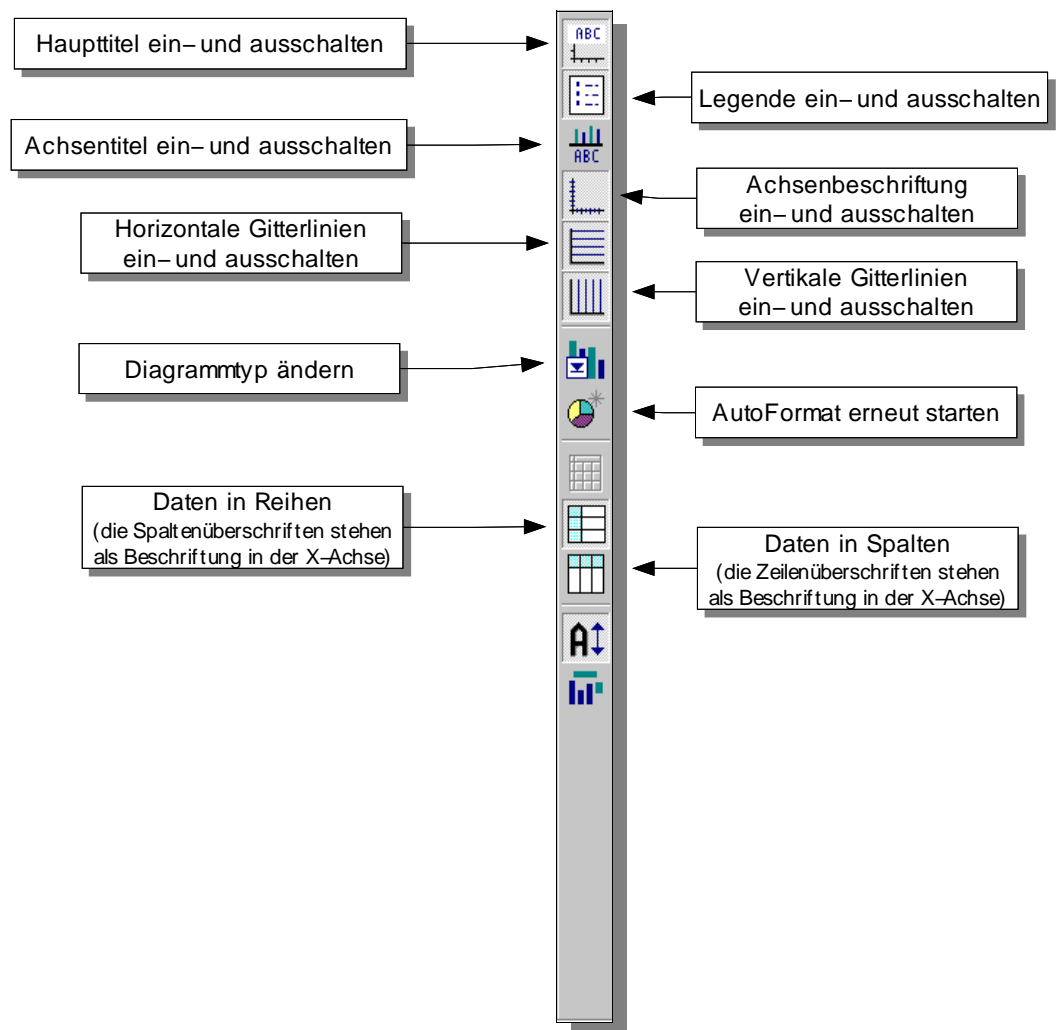 ABC
Haupttitel ein– und ausschalten
Legende ein– und ausschalten
Achsentitel ein– und ausschalten
ABC
Achsenbeschriftung
ein– und ausschalten
Horizontale Gitterlinien
ein– und ausschalten
Vertikale Gitterlinien
ein– und ausschalten
Diagrammtyp ändern
AutoFormat erneut starten
Daten in Reihen
(die Spaltenüberschriften stehen
als Beschriftung in der X–Achse)
Daten in Spalten
(die Zeilenüberschriften stehen
als Beschriftung in der X–Achse)
A